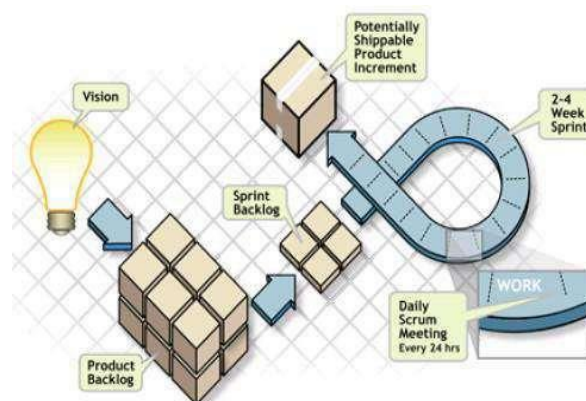 Vision
Potentially
Shippable
Product
Increment
2-4
Week
Sprint
Sprint
Backlog
WORK
Daily
Scrum
Meeting
Every 24 hrs
Product
Backlog